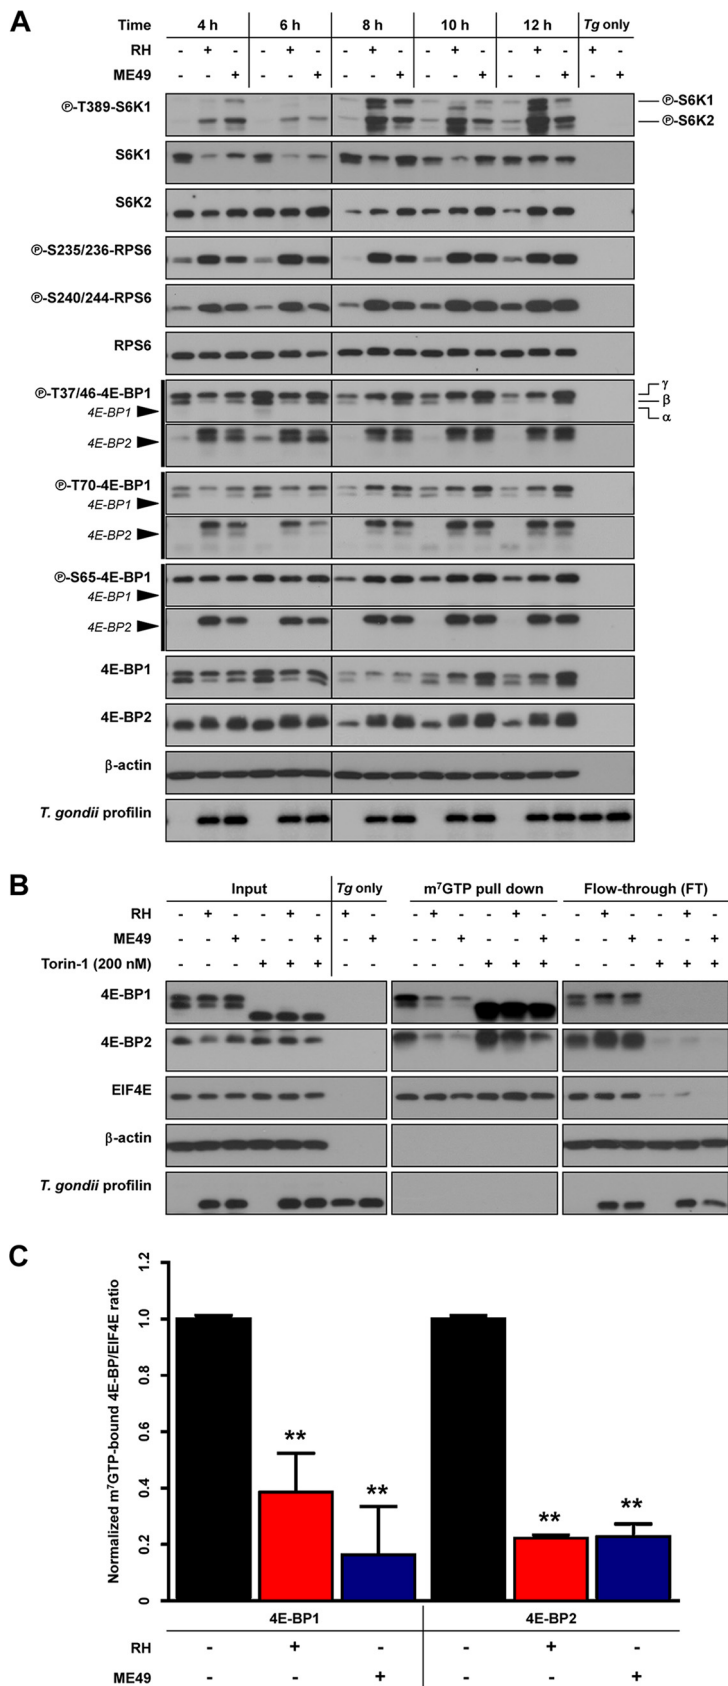 A
Time 4 h 6 h 8 h 10 h 12 h Tg only
RH - + - - + - - + - - + - - + - + -
ME49 - - + - - + - - + - - + - - + - +
℗-T389-S6K1 ℗-S6K1
℗-S6K2
S6K1
S6K2
℗-S235/236-RPS6
℗-S240/244-RPS6
RPS6
℗-T37/46-4E-BP1 γ
β
4E-BP1 α
4E-BP2
℗-T70-4E-BP1
4E-BP1
4E-BP2
℗-S65-4E-BP1
4E-BP1
4E-BP2
4E-BP1
4E-BP2
β-actin
T. gondii profilin
B
Input Tg only m⁷GTP pull down Flow-through (FT)
RH - + - - + - + - - + - - + - - + - - + -
ME49 - - + - - + - + - - + - - + - - + - - +
Torin-1 (200 nM) - - - + + + - - - - - + + + - - - + + +
4E-BP1
4E-BP2
EIF4E
β-actin
T. gondii profilin
C
Normalized m⁷GTP-bound 4E-BP/EIF4E ratio
1.2
1.0
0.8
0.6
0.4
0.2
0
** ** ** **
4E-BP1 4E-BP2
RH - + - - + -
ME49 - - + - - +